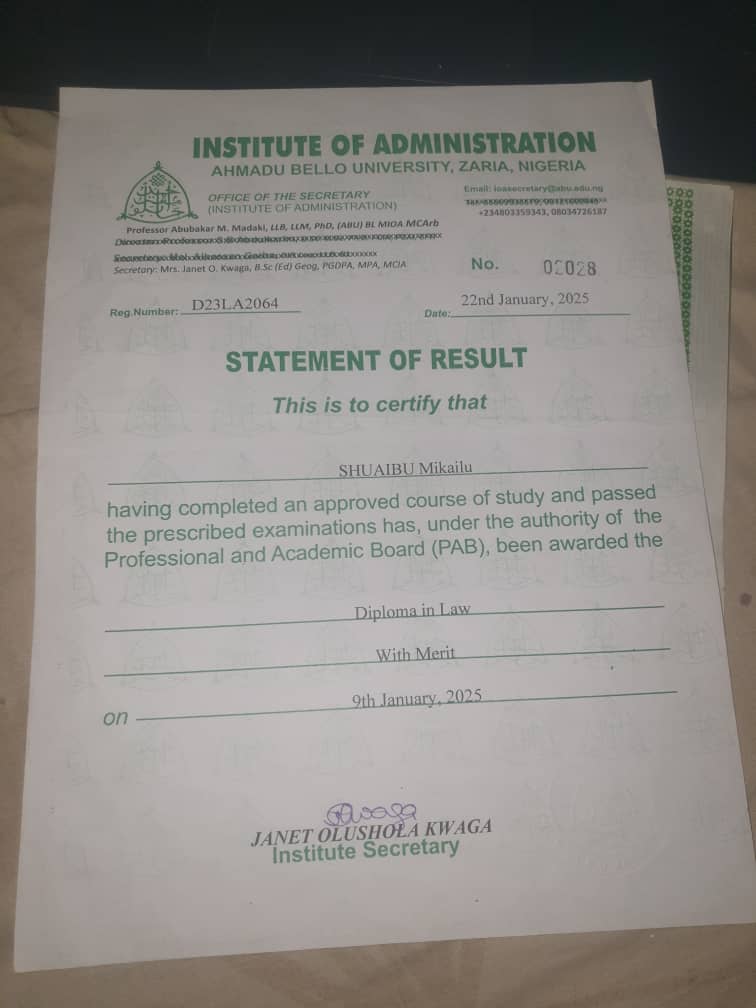 INSTITUTE OF ADMINISTRATION
AHMADU BELLO UNIVERSITY, ZARIA, NIGERIA
OFFICE OF THE SECRETARY
(INSTITUTE OF ADMINISTRATION)
Email: ioasecretary@abu.edu.ng
+234803359343, 08034726187
Professor Abubakar M. Madaki, LLB, LLM, PhD, (ABU) BL MIOA MCArb
Secretary: Mrs. Janet O. Kwaga, B.Sc (Ed) Geog, PGDPA, MPA, MCIA
No. 02028
Reg.Number: D23LA2064
Date: 22nd January, 2025
STATEMENT OF RESULT
This is to certify that
SHUAIBU Mikailu
having completed an approved course of study and passed
the prescribed examinations has, under the authority of the
Professional and Academic Board (PAB), been awarded the
Diploma in Law
With Merit
on 9th January, 2025
Kwaga
JANET OLUSHOLA KWAGA
Institute Secretary